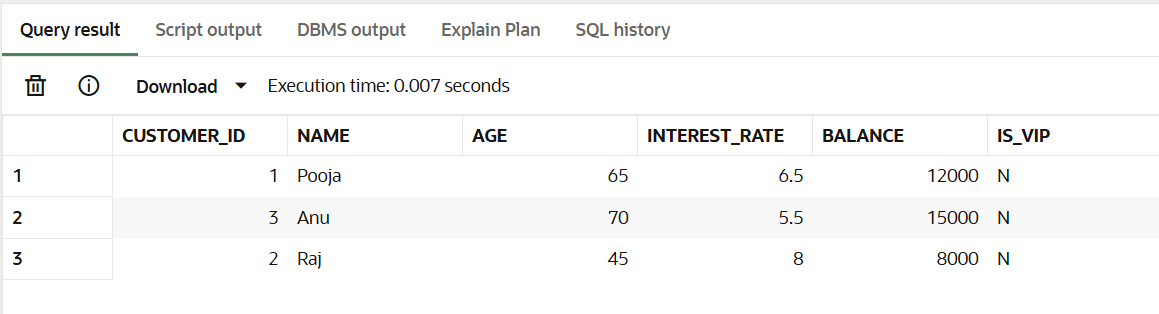 Query result Script output DBMS output Explain Plan SQL history
Download Execution time: 0.007 seconds
CUSTOMER_ID NAME AGE INTEREST_RATE BALANCE IS_VIP
1 1 Pooja 65 6.5 12000 N
2 3 Anu 70 5.5 15000 N
3 2 Raj 45 8 8000 N